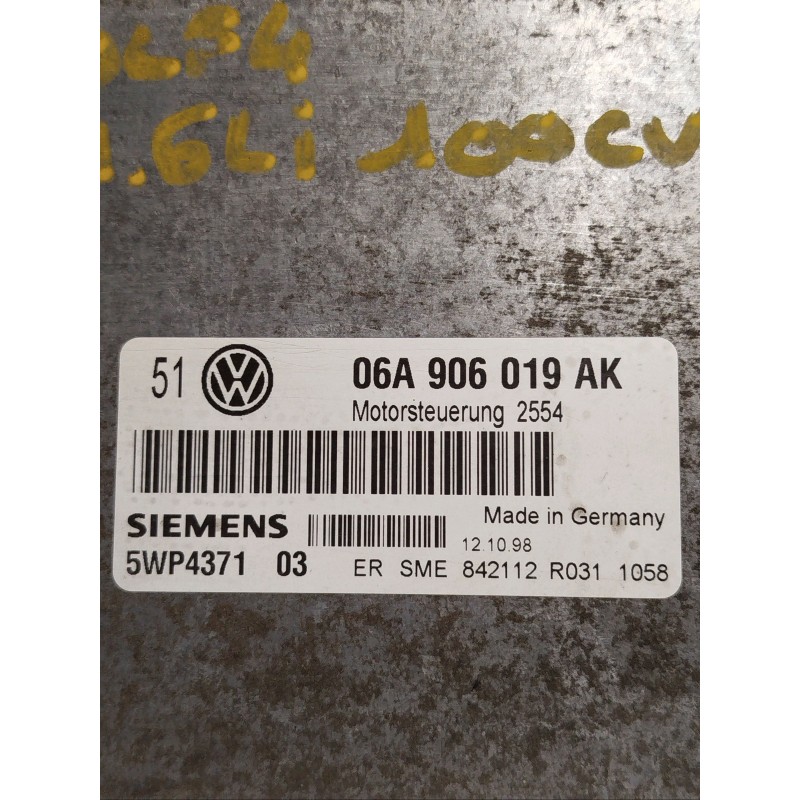 1.6Li 100CV
51 VW 06A 906 019 AK
Motorsteuerung 2554
SIEMENS Made in Germany
12.10.98
5WP4371 03 ER SME 842112 R031 1058